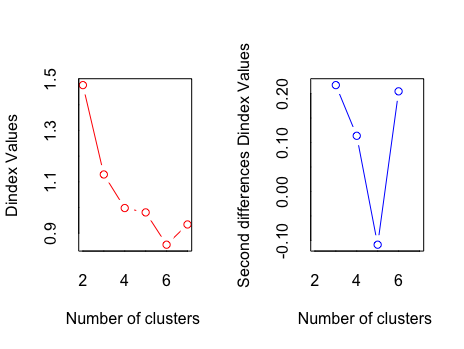 Dindex Values
1.5
1.3
1.1
0.9
2 4 6
Number of clusters
Second differences Dindex Values
0.20
0.10
0.00
-0.10
2 4 6
Number of clusters